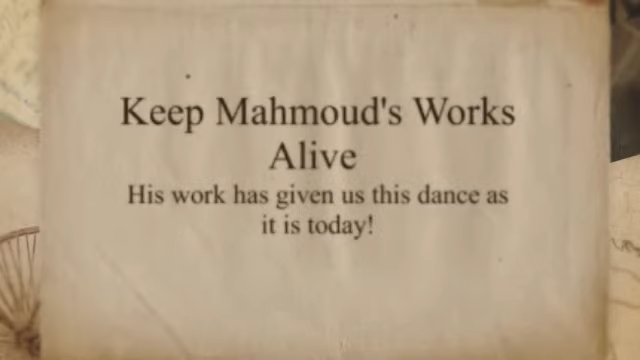 Keep Mahmoud's Works
Alive
His work has given us this dance as
it is today!